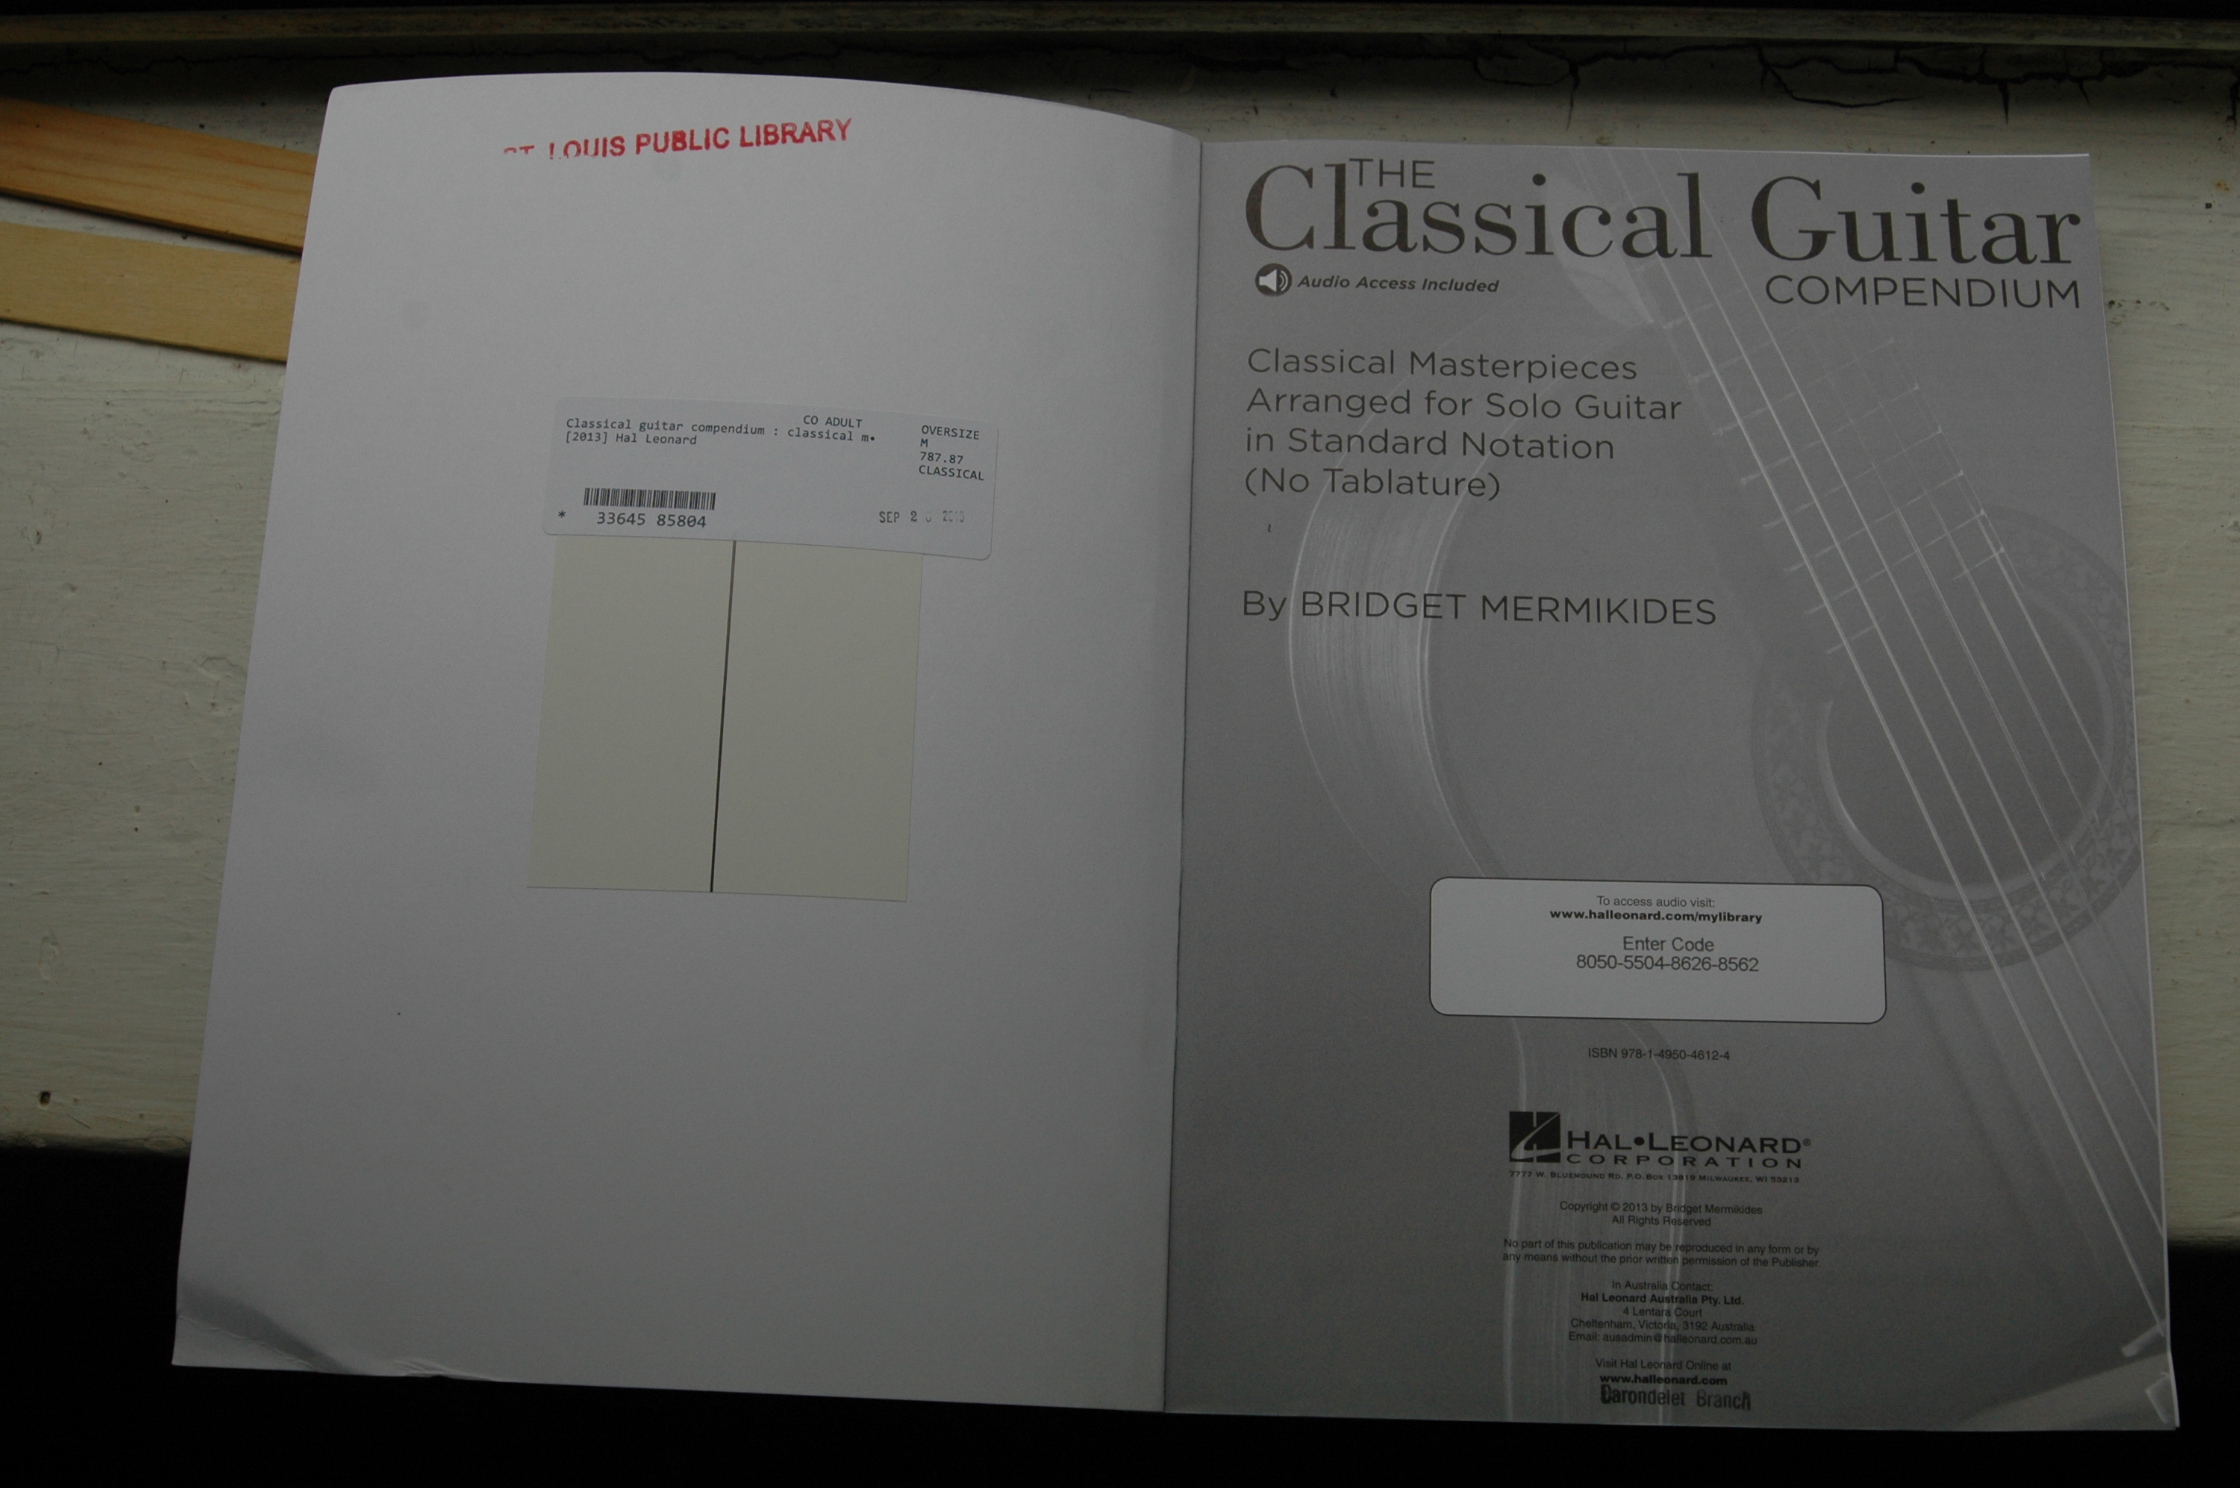 ST. LOUIS PUBLIC LIBRARY
CO ADULT
Classical guitar compendium : classical m•
[2013] Hal Leonard
OVERSIZE
M
787.87
CLASSICAL
* 33645 85804
SEP 2
THE
Classical Guitar
COMPENDIUM
Audio Access Included
Classical Masterpieces
Arranged for Solo Guitar
in Standard Notation
(No Tablature)
By BRIDGET MERMIKIDES
To access audio visit:
www.halleonard.com/mylibrary
Enter Code
8050-5504-8626-8562
ISBN 978-1-4950-4612-4
HAL•LEONARD®
CORPORATION
7777 W. BLUEMOUND RD. P.O. BOX 13819 MILWAUKEE, WI 53213
Copyright © 2013 by Bridget Mermikides
All Rights Reserved
No part of this publication may be reproduced in any form or by
any means without the prior written permission of the Publisher.
In Australia Contact:
Hal Leonard Australia Pty. Ltd.
4 Lentara Court
Cheltenham, Victoria, 3192 Australia
Email: ausadmin@halleonard.com.au
Visit Hal Leonard Online at
www.halleonard.com
Carondelet Branch